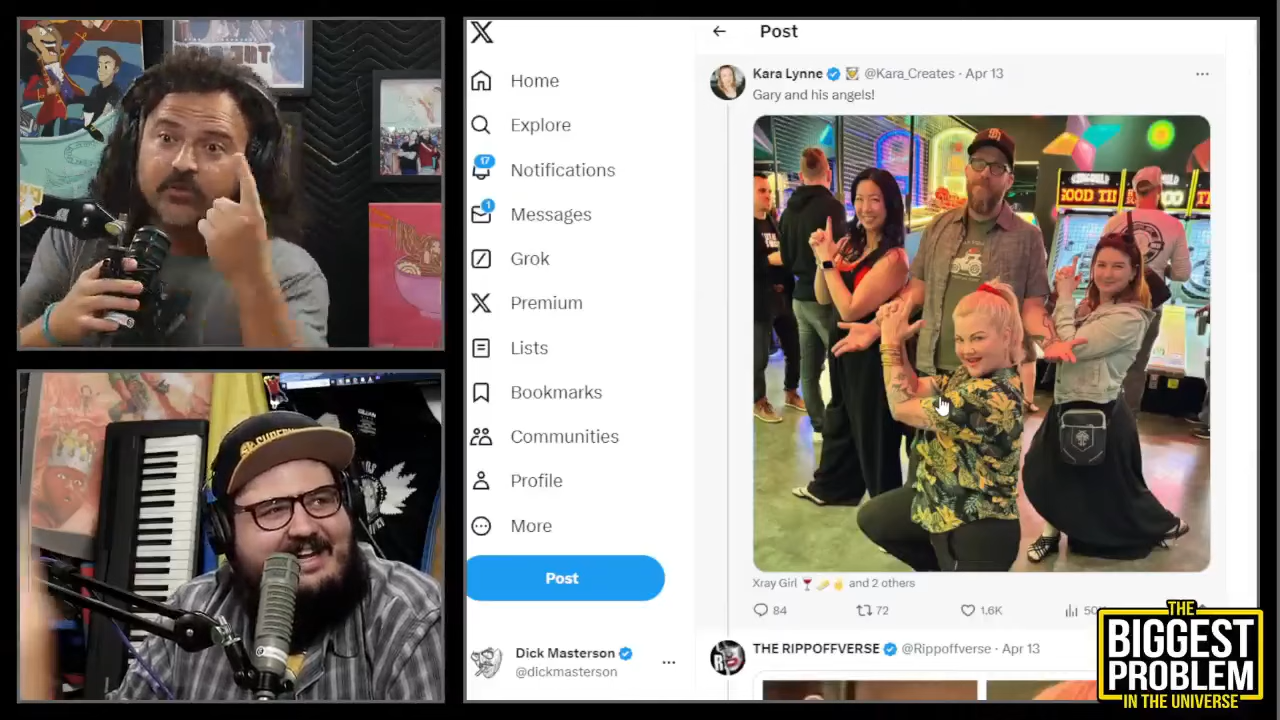 Home
Explore
17
Notifications
1
Messages
Grok
Premium
Lists
Bookmarks
Communities
Profile
More
Post
Dick Masterson
@dickmasterson
Post
Kara Lynne @Kara_Creates · Apr 13
Gary and his angels!
GOOD TI
Xray Girl and 2 others
84
72
1.6K
THE RIPPOFFVERSE @Rippoffverse · Apr 13
THE
BIGGEST
PROBLEM
IN THE UNIVERSE